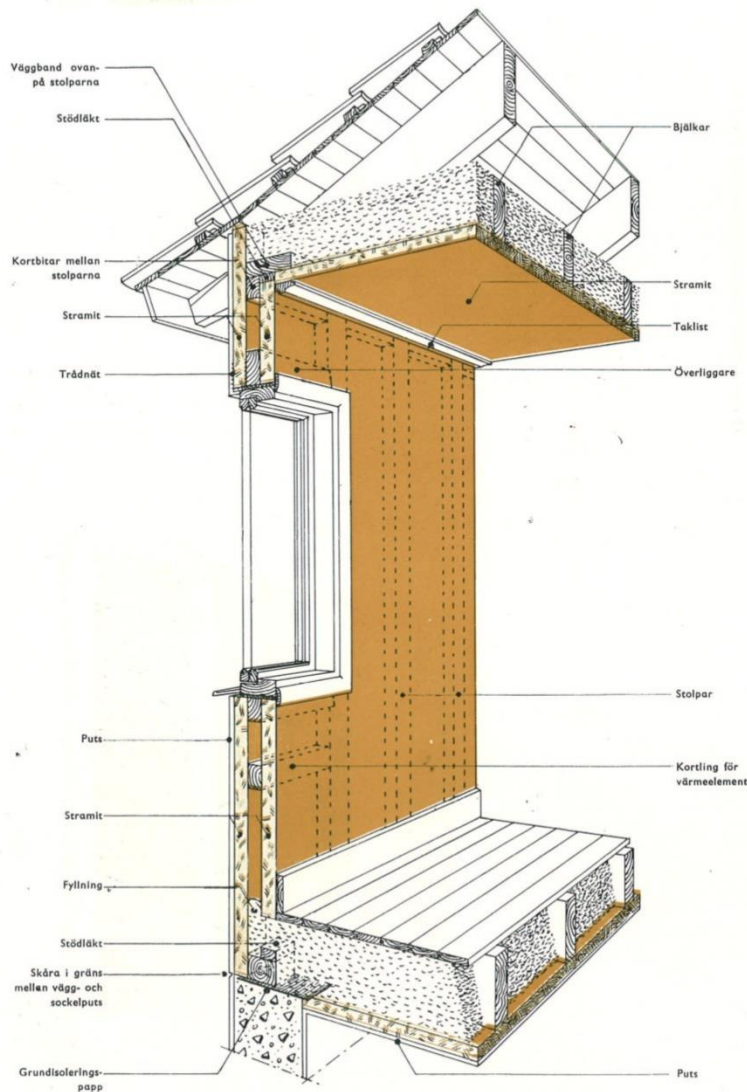 Väggband ovan-
på stolparna
Stödläkt
Kortbitar mellan
stolparna
Stramit
Trådnät
Puts
Stramit
Fyllning
Stödläkt
Skåra i gräns
mellan vägg- och
sockelputs
Grundisolerings-
papp
Bjälkar
Stramit
Taklist
Överliggare
Stolpar
Kortling för
värmeelement
Puts